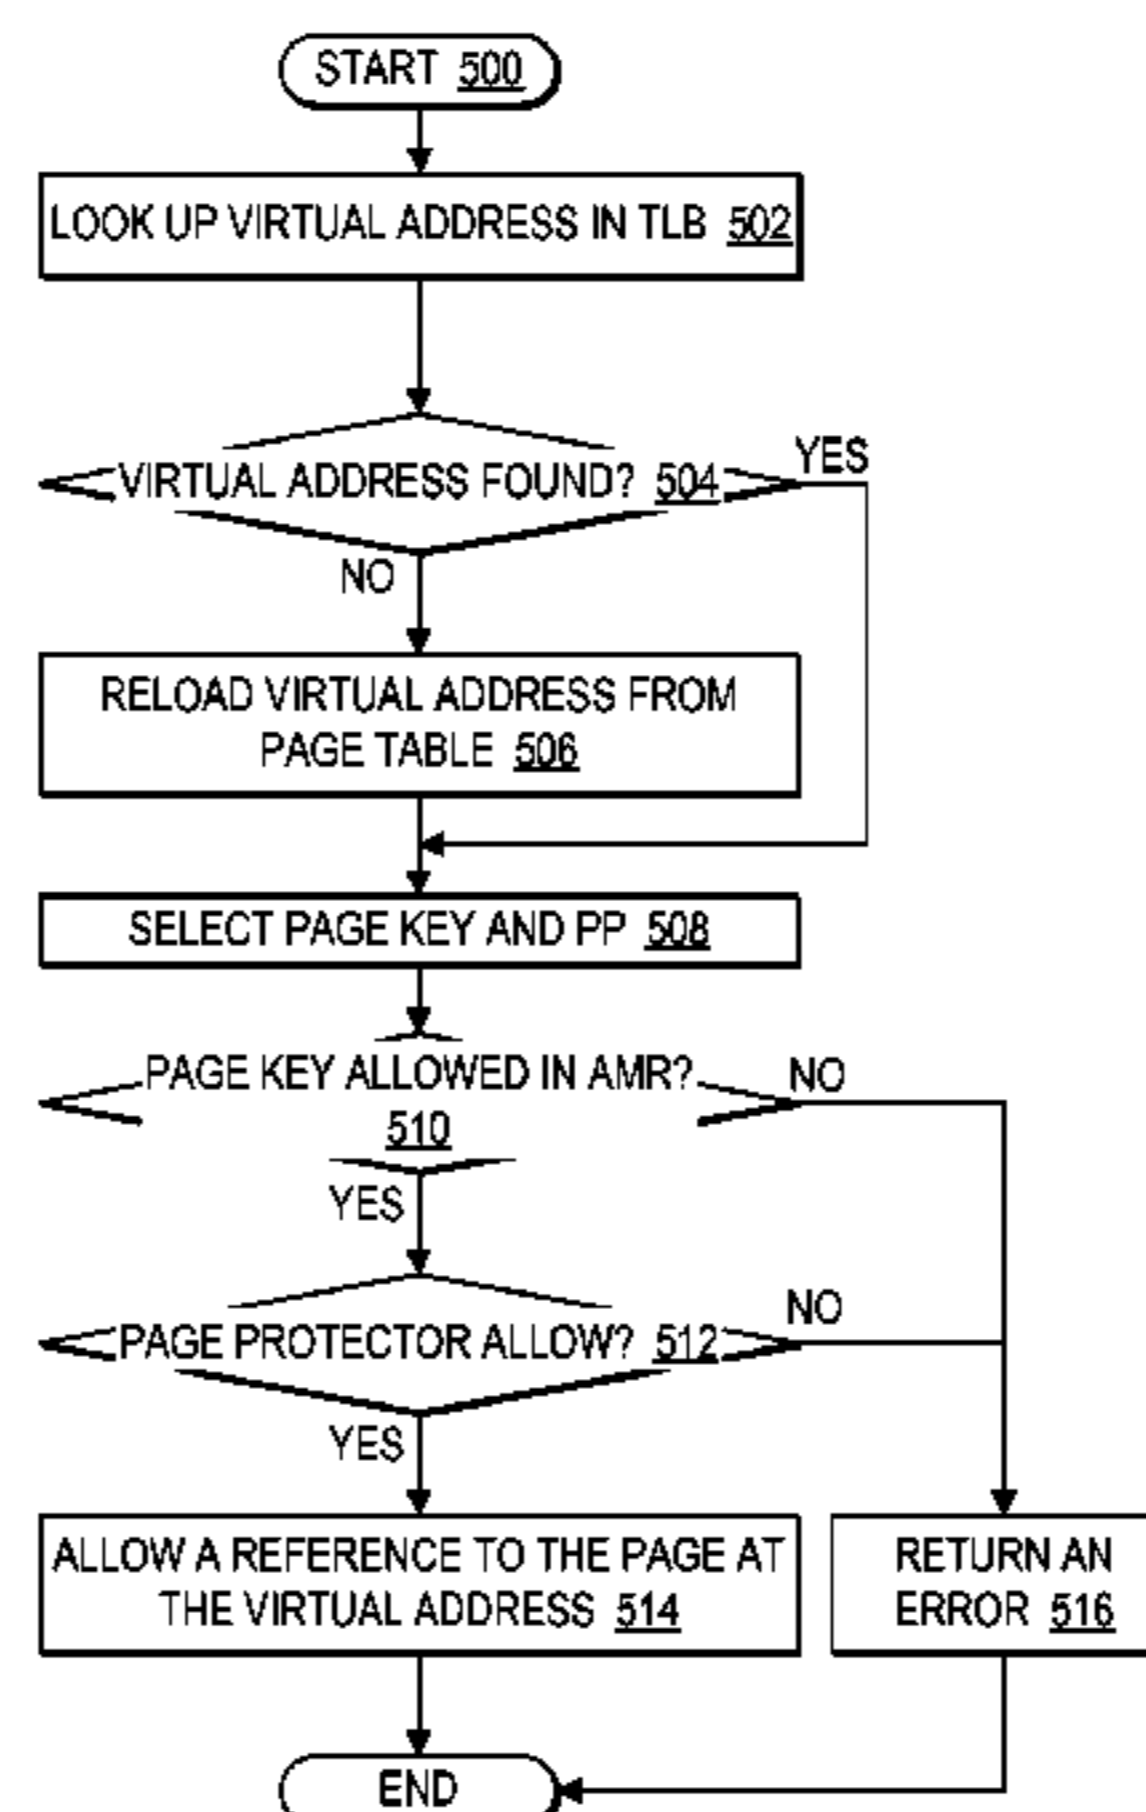 START 500
LOOK UP VIRTUAL ADDRESS IN TLB 502
VIRTUAL ADDRESS FOUND? 504
YES
NO
RELOAD VIRTUAL ADDRESS FROM
PAGE TABLE 506
SELECT PAGE KEY AND PP 508
PAGE KEY ALLOWED IN AMR?
510
NO
YES
PAGE PROTECTOR ALLOW? 512
NO
YES
ALLOW A REFERENCE TO THE PAGE AT
THE VIRTUAL ADDRESS 514
RETURN AN
ERROR 516
END